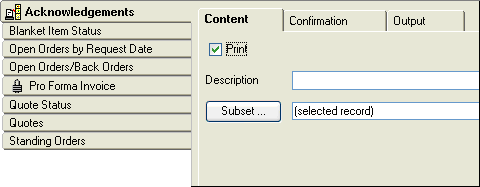 Acknowledgements
Blanket Item Status
Open Orders by Request Date
Open Orders/Back Orders
Pro Forma Invoice
Quote Status
Quotes
Standing Orders
Content
Confirmation
Output
Print
Description
Subset ...
(selected record)